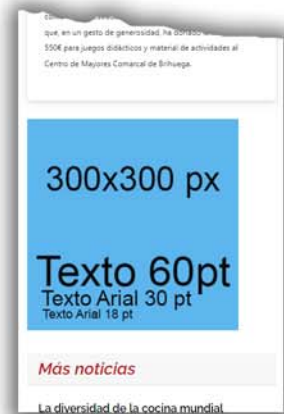 que, en un gesto de generosidad, ha donado
550€ para juegos didácticos y material de actividades al
Centro de Mayores Comarcal de Brihuega.
300x300 px
Texto 60pt
Texto Arial 30 pt
Texto Arial 18 pt
Más noticias
La diversidad de la cocina mundial